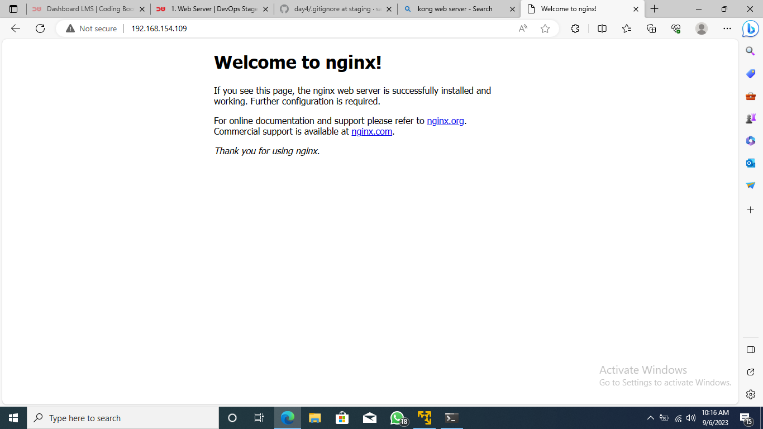 Dashboard LMS | Coding Boo
1. Web Server | DevOps Stage
day4/.gitignore at staging
kong web server - Search
Welcome to nginx!
Not secure
192.168.154.109
Welcome to nginx!
If you see this page, the nginx web server is successfully installed and
working. Further configuration is required.
For online documentation and support please refer to nginx.org.
Commercial support is available at nginx.com.
Thank you for using nginx.
Activate Windows
Go to Settings to activate Windows.
Type here to search
18
10:16 AM
9/6/2023
15